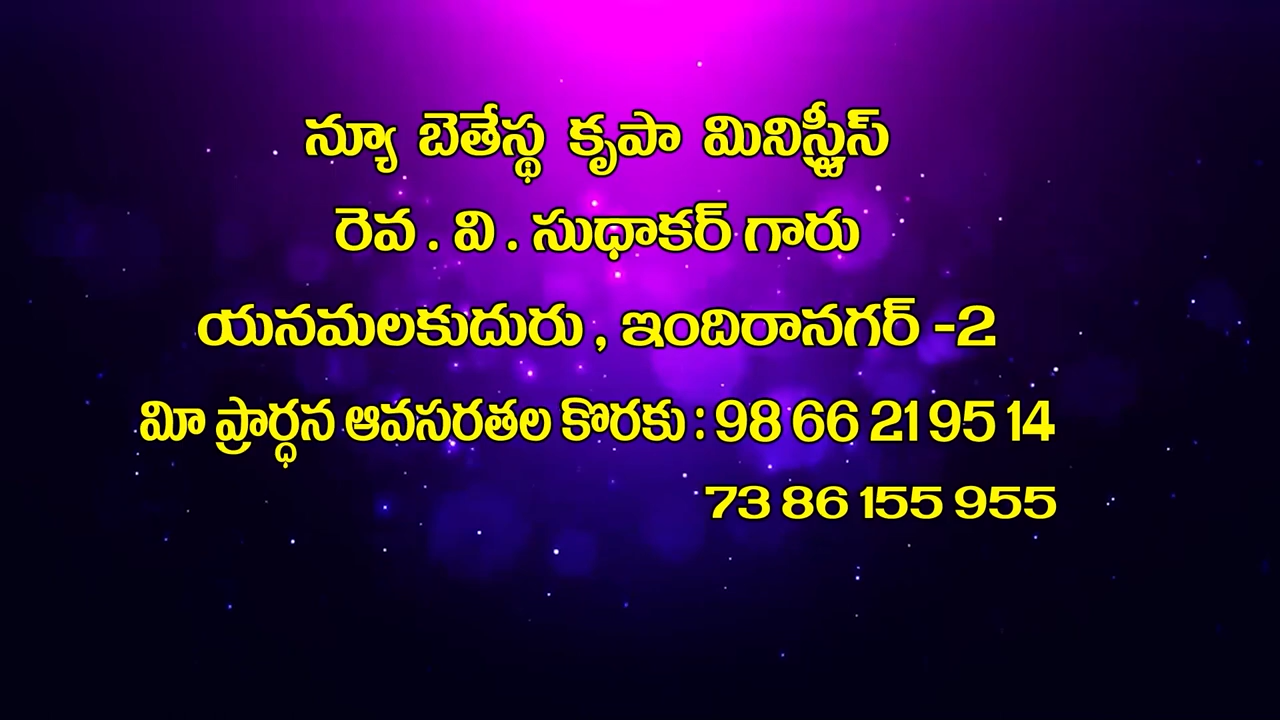 న్యూ బెతేస్థ కృపా మినిస్ట్రీస్
రెవ . వి . సుధాకర్ గారు
యనమలకుదురు , ఇందిరానగర్ -2
మీ ప్రార్ధన ఆవసరతల కొరకు : 98 66 21 95 14
73 86 155 955